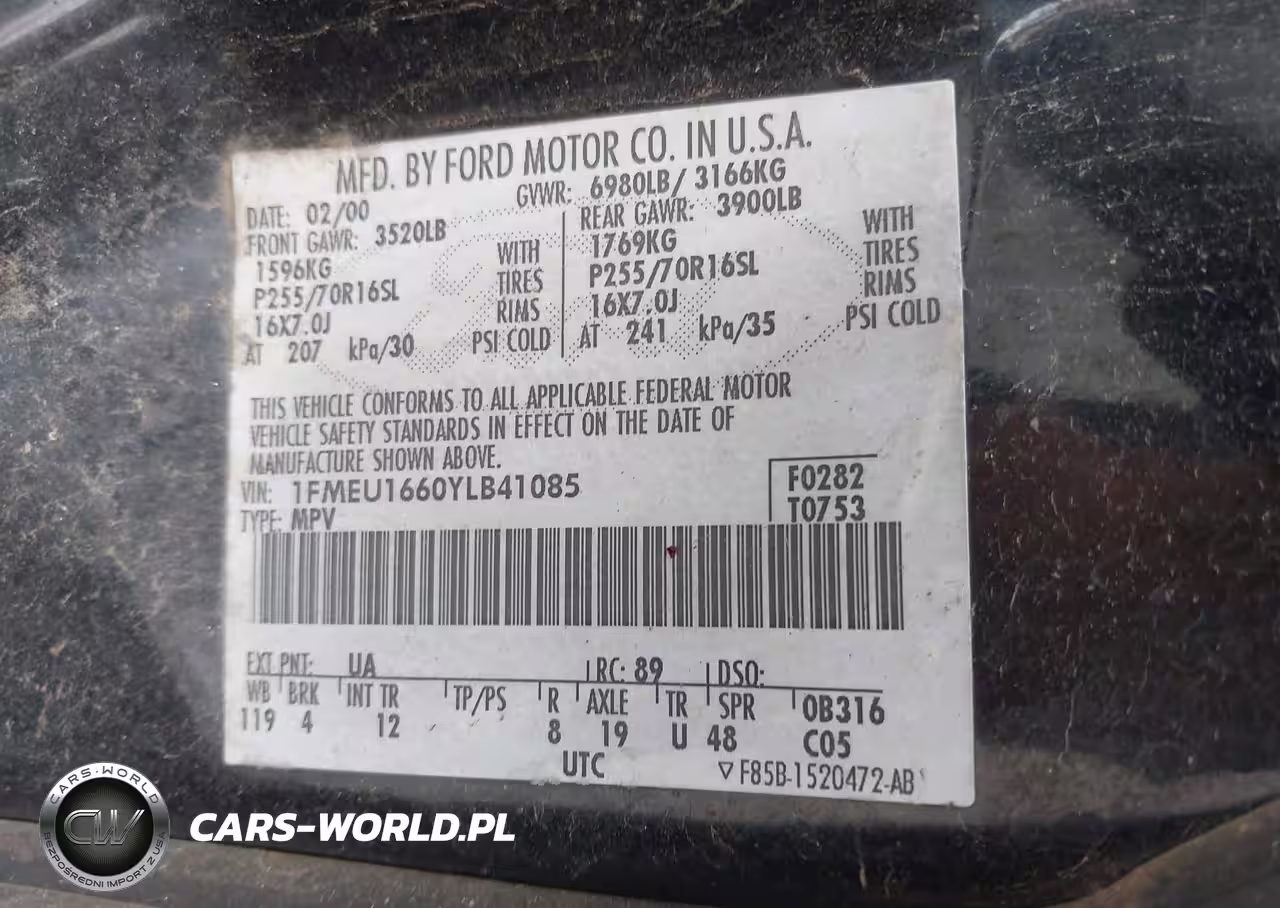 MFD. BY FORD MOTOR CO. IN U.S.A.
DATE: 02/00 GVWR: 6980LB/ 3166KG
FRONT GAWR: 3520LB REAR GAWR: 3900LB
1596KG WITH 1769KG WITH
P255/70R16SL TIRES P255/70R16SL TIRES
16X7.0J RIMS 16X7.0J RIMS
AT 207 kPa/30 PSI COLD AT 241 kPa/35 PSI COLD
THIS VEHICLE CONFORMS TO ALL APPLICABLE FEDERAL MOTOR
VEHICLE SAFETY STANDARDS IN EFFECT ON THE DATE OF
MANUFACTURE SHOWN ABOVE.
VIN: 1FMEU1660YLB41085 F0282
TYPE: MPV T0753
EXT PNT: UA RC: 89 DSO:
WB BRK INT TR TP/PS R AXLE TR SPR 0B316
119 4 12 8 19 U 48 C05
UTC ▽F85B-1520472-AB
CARS-WORLD
CW
BEZPOŚREDNI IMPORT Z USA
CARS-WORLD.PL